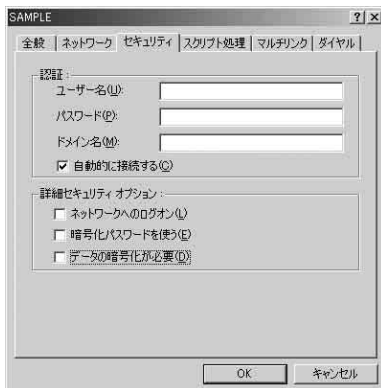 SAMPLE
全般 ネットワーク セキュリティ スクリプト処理 マルチリンク ダイヤル
認証:
ユーザー名(U):
パスワード(P):
ドメイン名(M):
自動的に接続する(C)
詳細セキュリティ オプション:
ネットワークへのログオン(L)
暗号化パスワードを使う(E)
データの暗号化が必要(D)
OK キャンセル